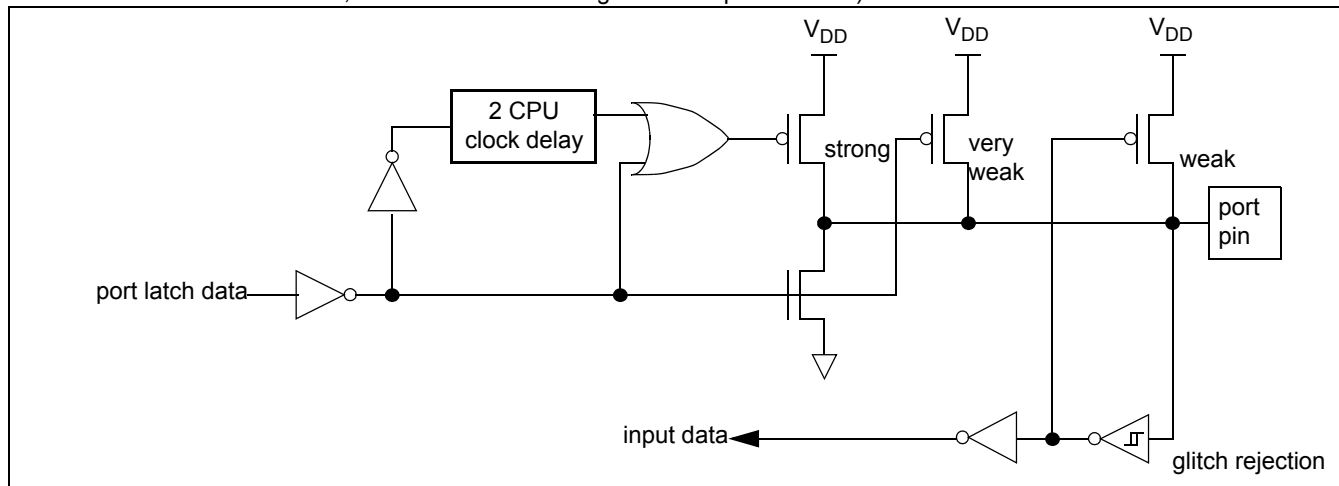 VDD
VDD
VDD
2 CPU
clock delay
strong
very
weak
weak
port
pin
port latch data
input data
glitch rejection